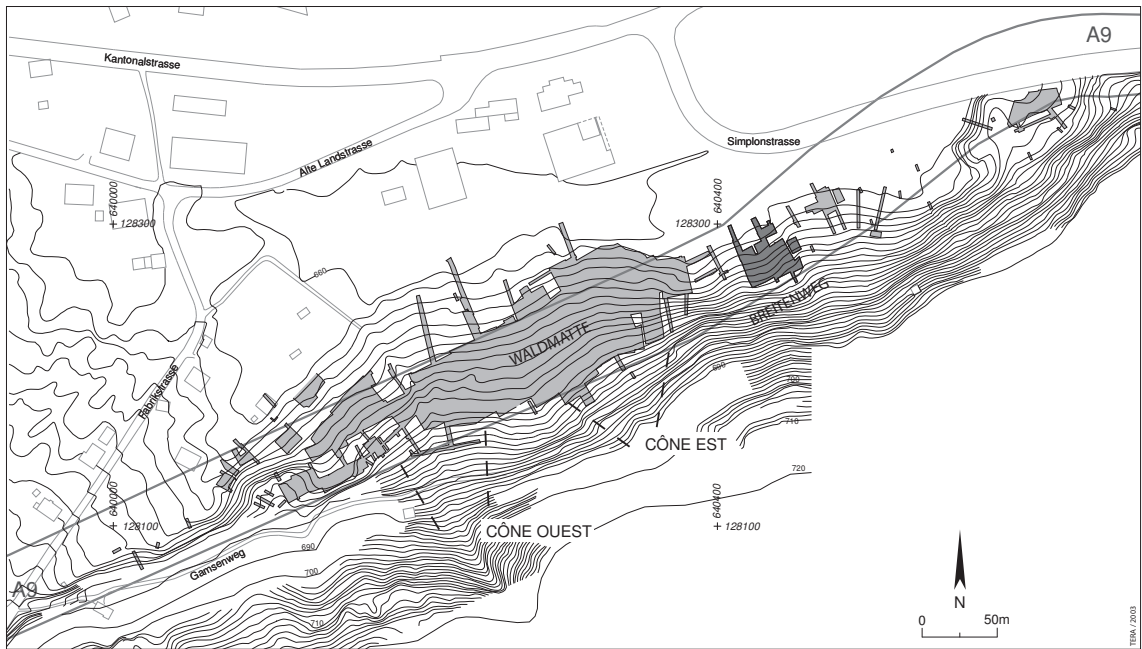 A9
Kantonalstrasse
Alte Landstrasse
Simplonstrasse
640000
128300
640400
128300
660
BREITENWEG
WALDMATTE
Fabrikstrasse
690
700
710
CÔNE EST
720
640000
128100
640400
128100
CÔNE OUEST
690
Gamsenweg
700
A9
710
N
0 50m
TERA / 2003